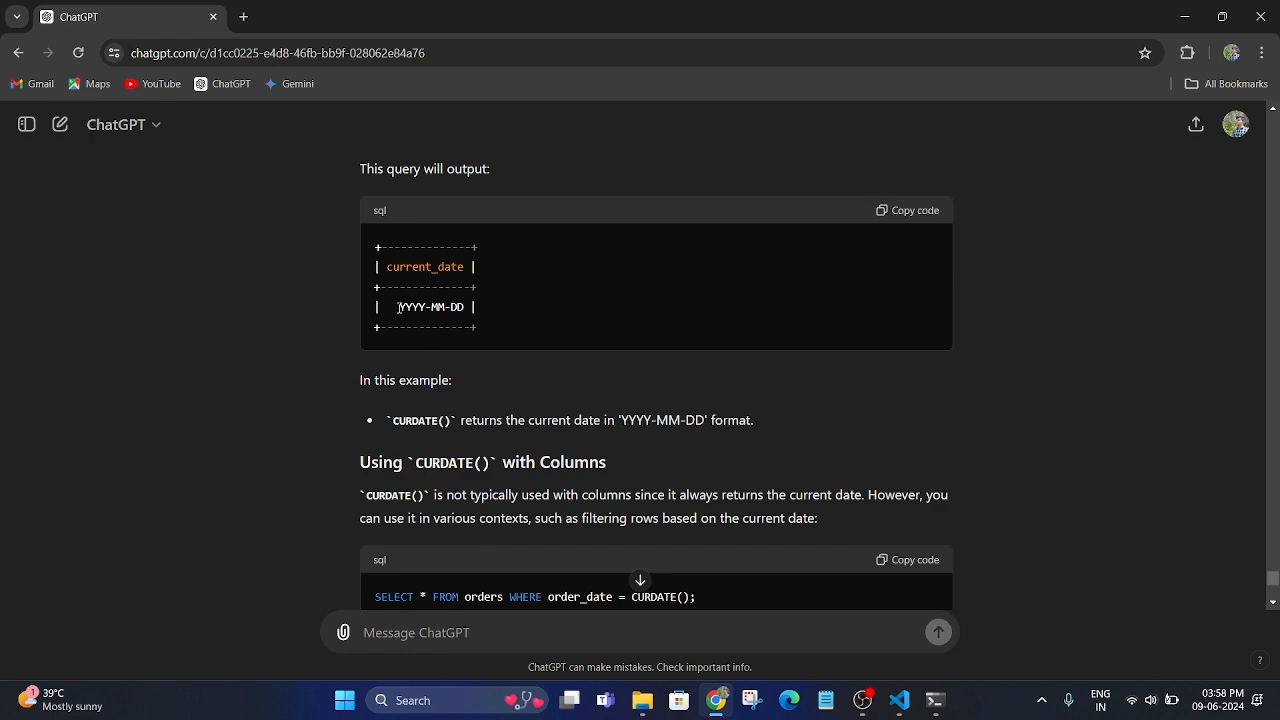 ChatGPT
chatgpt.com/c/d1cc0225-e4d8-46fb-bb9f-028062e84a76
Gmail Maps YouTube ChatGPT Gemini All Bookmarks
ChatGPT
This query will output:
sql Copy code
+--------------+
| current_date |
+--------------+
| YYYY-MM-DD |
+--------------+
In this example:
• `CURDATE()` returns the current date in 'YYYY-MM-DD' format.
Using `CURDATE()` with Columns
`CURDATE()` is not typically used with columns since it always returns the current date. However, you
can use it in various contexts, such as filtering rows based on the current date:
sql Copy code
SELECT * FROM orders WHERE order_date = CURDATE();
Message ChatGPT
ChatGPT can make mistakes. Check important info.
?
1
39°C
Mostly sunny
Search
ENG
IN
03:58 PM
09-06-2024